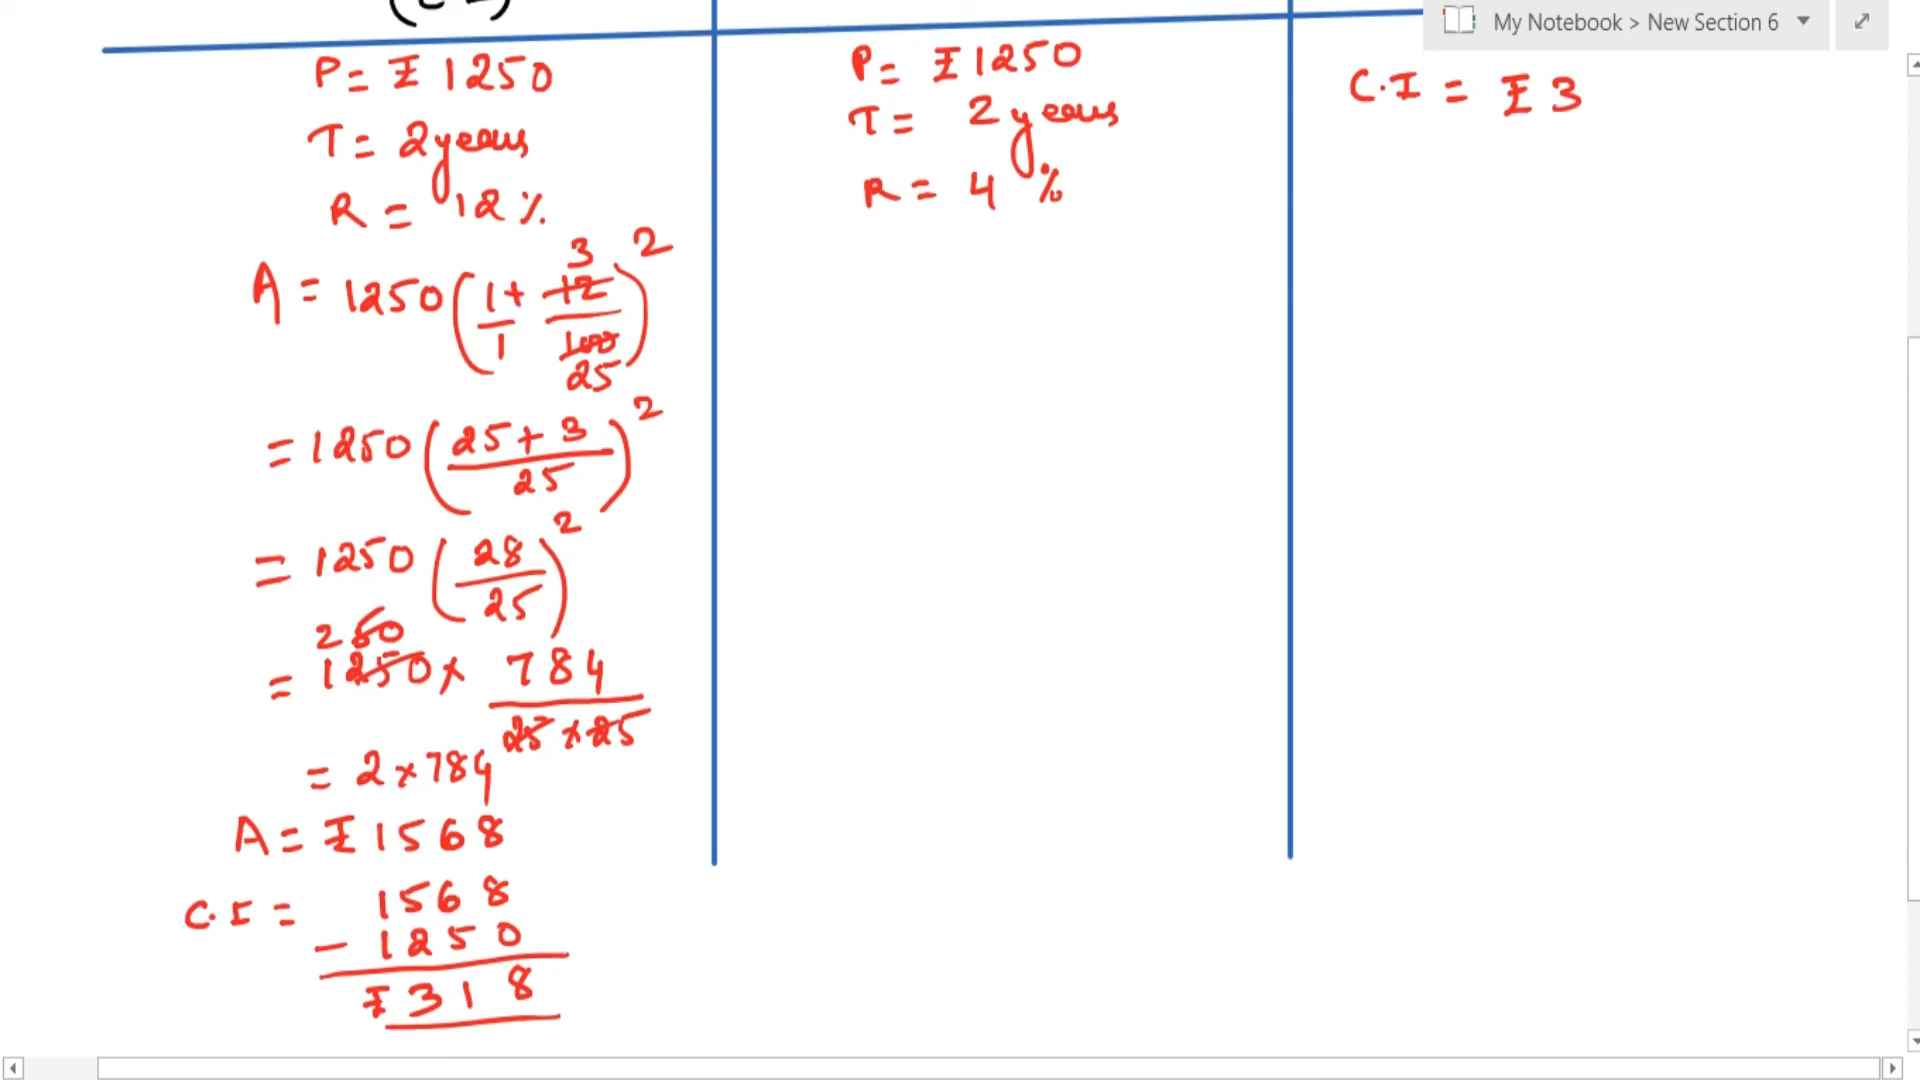 My Notebook > New Section 6
P = ₹ 1250
T = 2 years
R = 12 %
A = 1250 (1/1 + 12/100)^2
3
25
= 1250 (25 + 3 / 25)^2
= 1250 (28/25)^2
250
= 1250 × 784 / 25 × 25
= 2 × 784
A = ₹ 1568
C.I = 1568
- 1250
₹ 318
P = ₹ 1250
T = 2 years
R = 4 %
C.I = ₹ 3